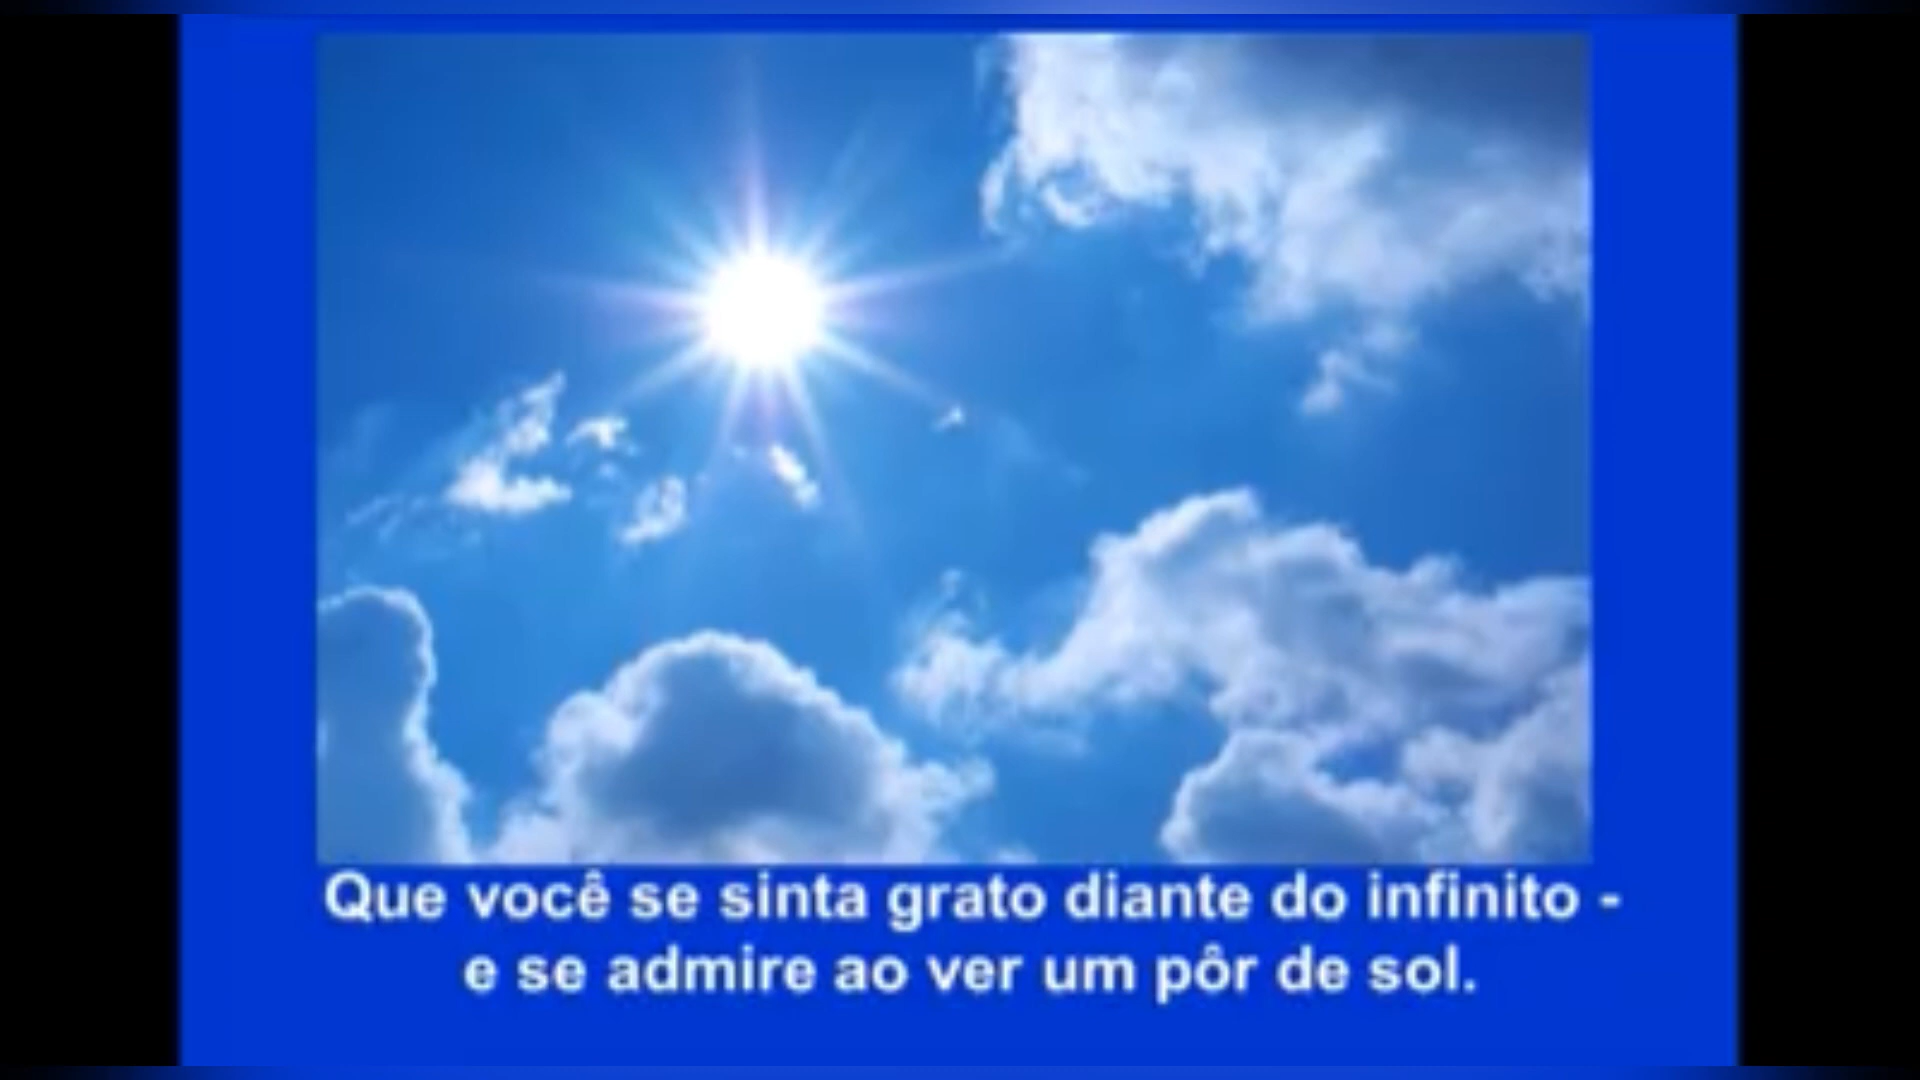 Que você se sinta grato diante do infinito -
e se admire ao ver um pôr de sol.